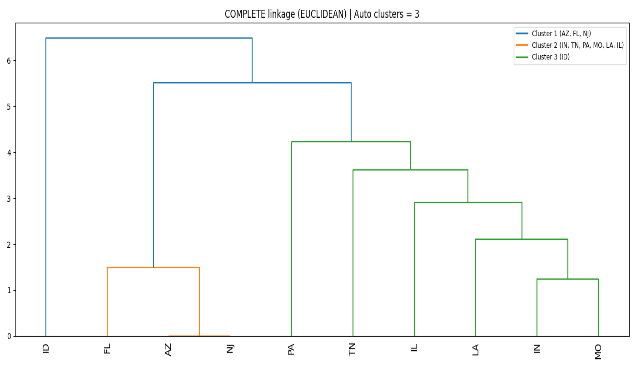 COMPLETE linkage (EUCLIDEAN) | Auto clusters = 3
Cluster 1 (AZ, FL, NJ)
Cluster 2 (IN, TN, PA, MO, LA, IL)
Cluster 3 (ID)
6
5
4
3
2
1
0
ID FL AZ NJ PA TN IL LA IN MO